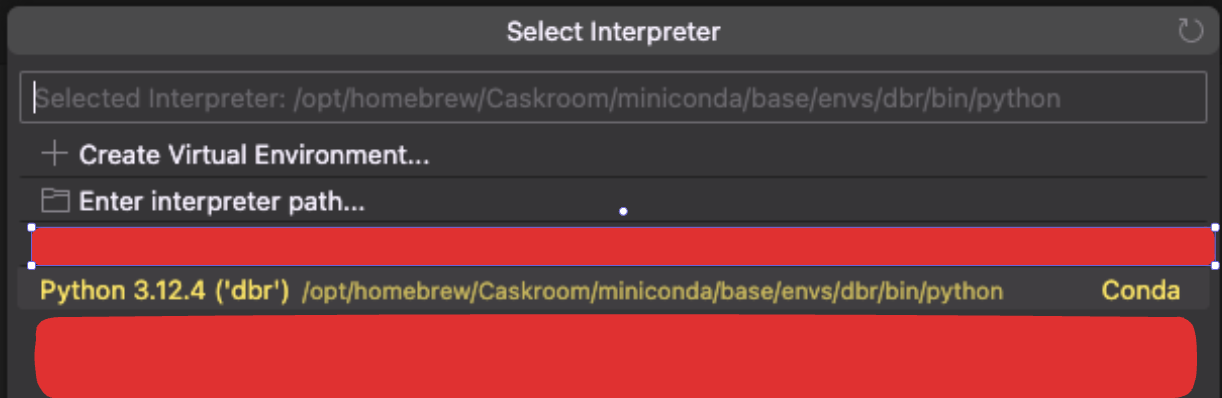 Select Interpreter
Selected Interpreter: /opt/homebrew/Caskroom/miniconda/base/envs/dbr/bin/python
Create Virtual Environment...
Enter interpreter path...
Python 3.12.4 ('dbr') /opt/homebrew/Caskroom/miniconda/base/envs/dbr/bin/python Conda